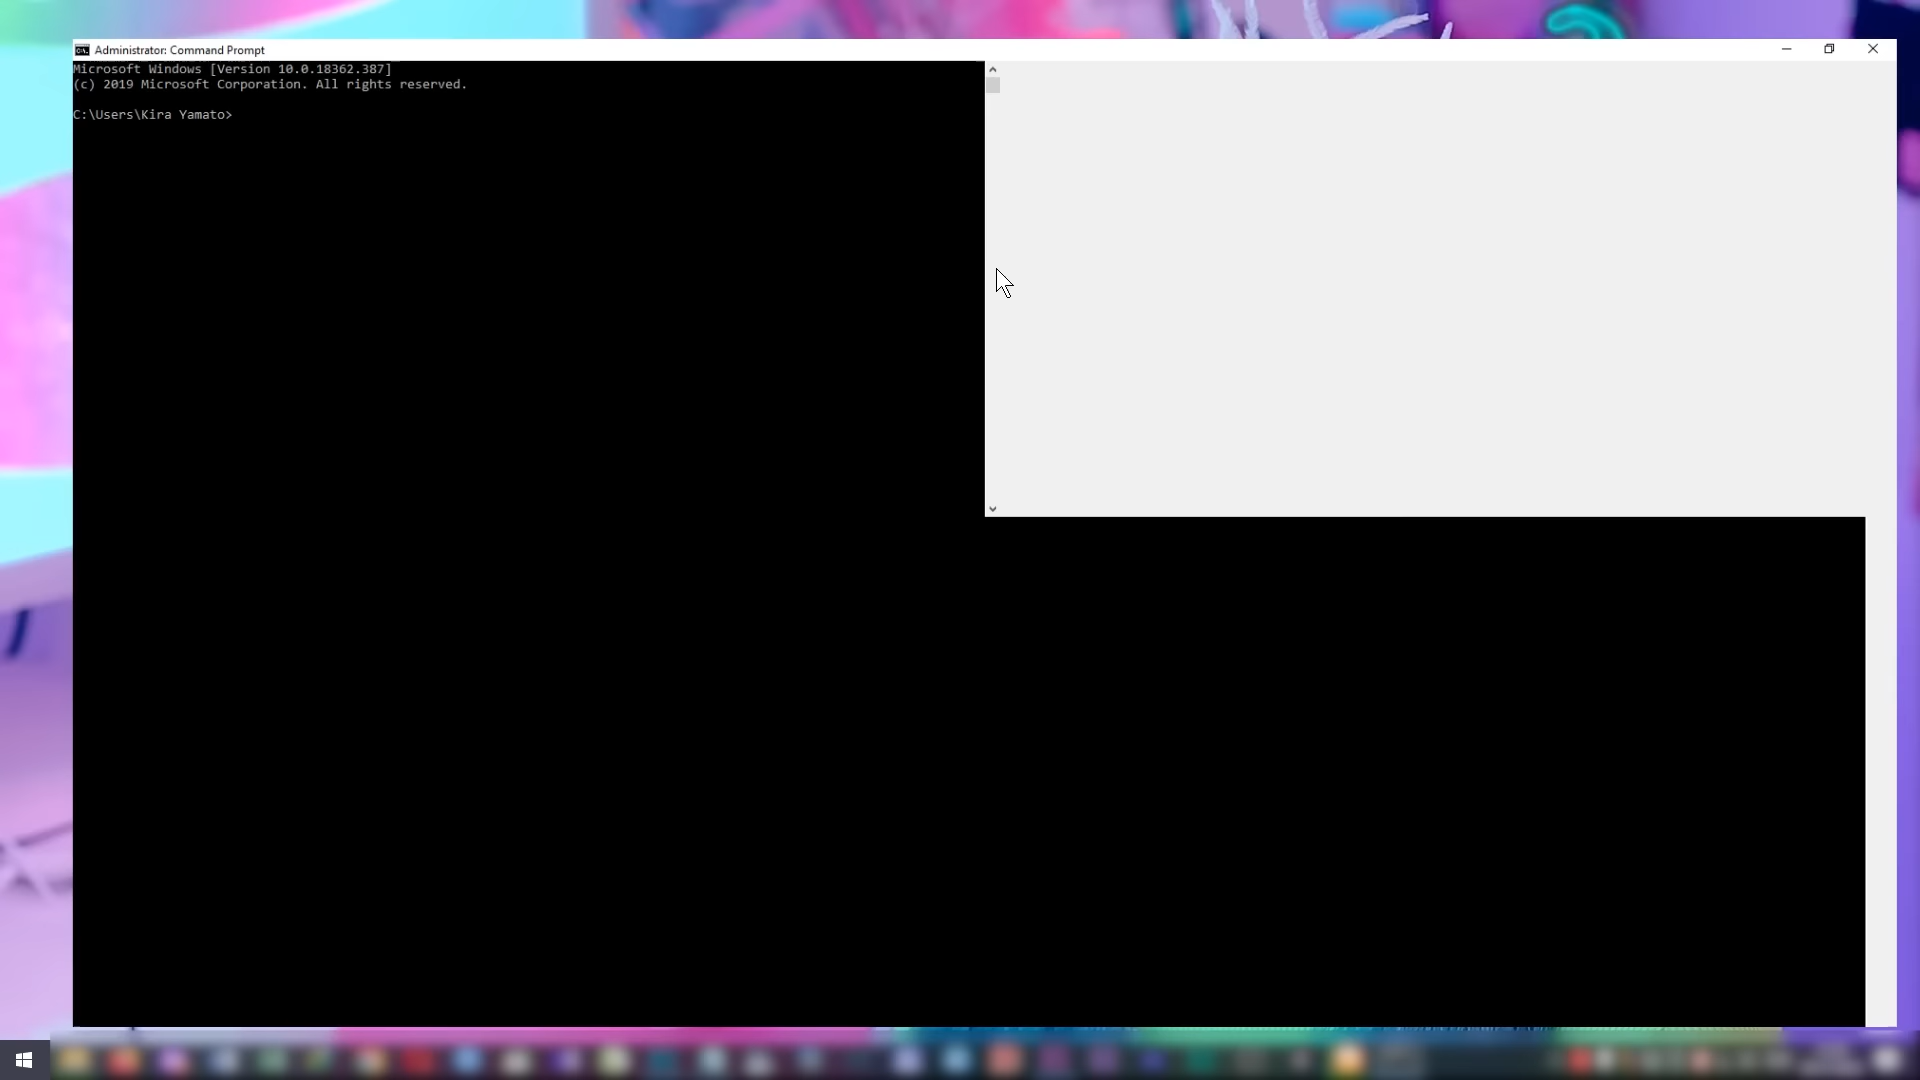 Administrator: Command Prompt
Microsoft Windows [Version 10.0.18362.387]
(c) 2019 Microsoft Corporation. All rights reserved.
C:\Users\Kira Yamato>